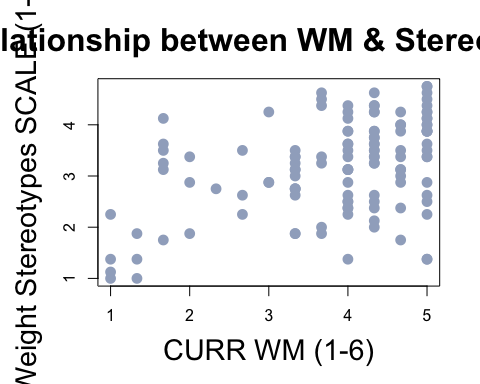 lationship between WM & Stere
Weight Stereotypes SCALE (1-
4
3
2
1
1 2 3 4 5
CURR WM (1-6)